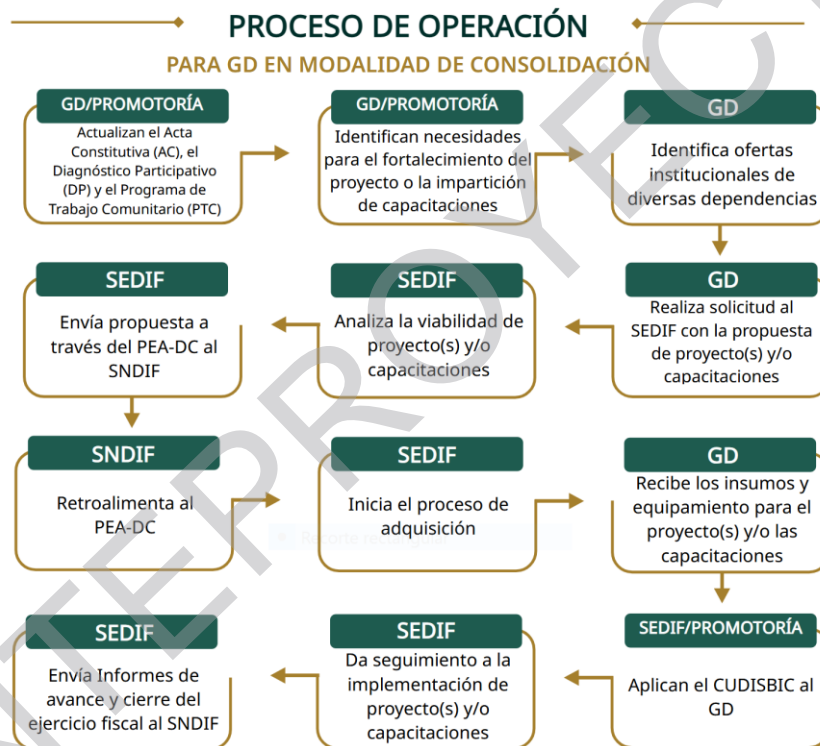 PROCESO DE OPERACIÓN
PARA GD EN MODALIDAD DE CONSOLIDACIÓN
GD/PROMOTORÍA
Actualizan el Acta
Constitutiva (AC), el
Diagnóstico Participativo
(DP) y el Programa de
Trabajo Comunitario (PTC)
GD/PROMOTORÍA
Identifican necesidades
para el fortalecimiento del
proyecto o la impartición
de capacitaciones
GD
Identifica ofertas
institucionales de
diversas dependencias
GD
Realiza solicitud al
SEDIF con la propuesta
de proyecto(s) y/o
capacitaciones
SEDIF
Analiza la viabilidad de
proyecto(s) y/o
capacitaciones
SEDIF
Envía propuesta a
través del PEA-DC al
SNDIF
SNDIF
Retroalimenta al
PEA-DC
SEDIF
Inicia el proceso de
adquisición
Recorte rectangular
GD
Recibe los insumos y
equipamiento para el
proyecto(s) y/o las
capacitaciones
SEDIF/PROMOTORÍA
Aplican el CUDISBIC al
GD
SEDIF
Da seguimiento a la
implementación de
proyecto(s) y/o
capacitaciones
SEDIF
Envía Informes de
avance y cierre del
ejercicio fiscal al SNDIF
NTEPROYEC